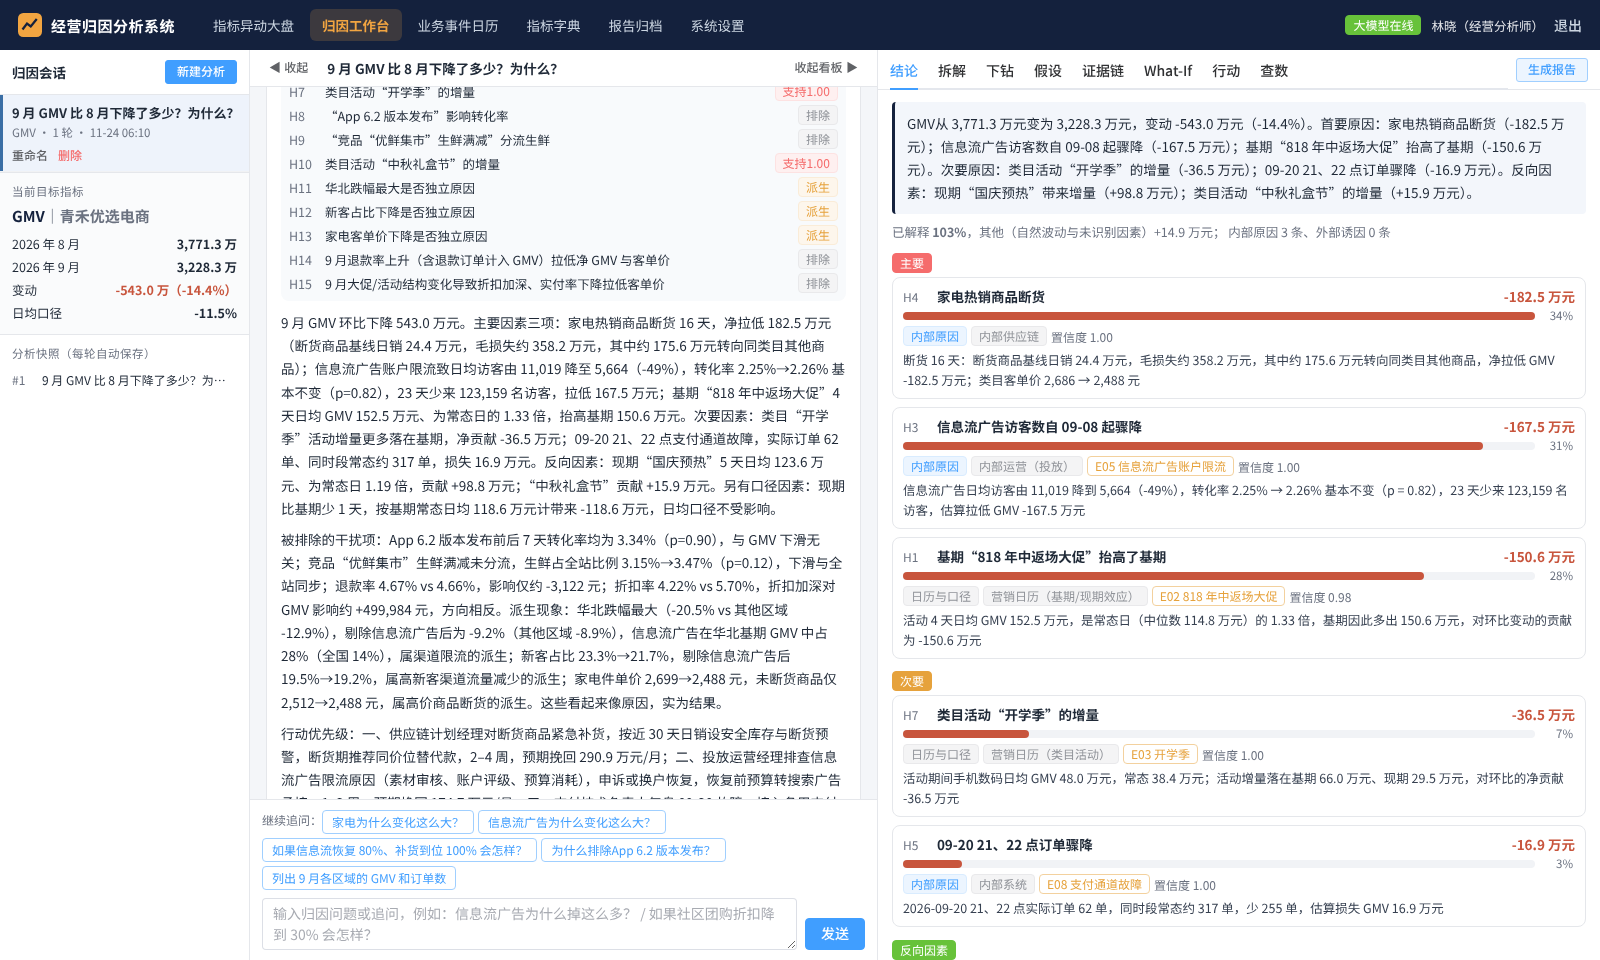 经营归因分析系统
指标异动大盘
归因工作台
业务事件日历
指标字典
报告归档
系统设置
大模型在线
林晓（经营分析师）
退出
归因会话
新建分析
9 月 GMV 比 8 月下降了多少？为什么？
GMV · 1 轮 · 11-24 06:10
重命名 删除
当前目标指标
GMV｜青禾优选电商
2026 年 8 月 3,771.3 万
2026 年 9 月 3,228.3 万
变动 -543.0 万（-14.4%）
日均口径 -11.5%
分析快照（每轮自动保存）
#1 9 月 GMV 比 8 月下降了多少？为…
◀ 收起
9 月 GMV 比 8 月下降了多少？为什么？
收起看板 ▶
H7 类目活动“开学季”的增量 支持1.00
H8 “App 6.2 版本发布”影响转化率 排除
H9 “竞品“优鲜集市”生鲜满减”分流生鲜 排除
H10 类目活动“中秋礼盒节”的增量 支持1.00
H11 华北跌幅最大是否独立原因 派生
H12 新客占比下降是否独立原因 派生
H13 家电客单价下降是否独立原因 派生
H14 9 月退款率上升（含退款订单计入 GMV）拉低净 GMV 与客单价 排除
H15 9 月大促/活动结构变化导致折扣加深、实付率下降拉低客单价 排除
9 月 GMV 环比下降 543.0 万元。主要因素三项：家电热销商品断货 16 天，净拉低 182.5 万元
（断货商品基线日销 24.4 万元，毛损失约 358.2 万元，其中约 175.6 万元转向同类目其他商
品）；信息流广告账户限流致日均访客由 11,019 降至 5,664（-49%），转化率 2.25%→2.26% 基
本不变（p=0.82），23 天少来 123,159 名访客，拉低 167.5 万元；基期“818 年中返场大促”4
天日均 GMV 152.5 万元、为常态日的 1.33 倍，抬高基期 150.6 万元。次要因素：类目“开学
季”活动增量更多落在基期，净贡献 -36.5 万元；09-20 21、22 点支付通道故障，实际订单 62
单、同时段常态约 317 单，损失 16.9 万元。反向因素：现期“国庆预热”5 天日均 123.6 万
元、为常态日 1.19 倍，贡献 +98.8 万元；“中秋礼盒节”贡献 +15.9 万元。另有口径因素：现期
比基期少 1 天，按基期常态日均 118.6 万元计带来 -118.6 万元，日均口径不受影响。
被排除的干扰项：App 6.2 版本发布前后 7 天转化率均为 3.34%（p=0.90），与 GMV 下滑无
关；竞品“优鲜集市”生鲜满减未分流，生鲜占全站比例 3.15%→3.47%（p=0.12），下滑与全
站同步；退款率 4.67% vs 4.66%，影响仅约 -3,122 元；折扣率 4.22% vs 5.70%，折扣加深对
GMV 影响约 +499,984 元，方向相反。派生现象：华北跌幅最大（-20.5% vs 其他区域
-12.9%），剔除信息流广告后为 -9.2%（其他区域 -8.9%），信息流广告在华北基期 GMV 中占
28%（全国 14%），属渠道限流的派生；新客占比 23.3%→21.7%，剔除信息流广告后
19.5%→19.2%，属高新客渠道流量减少的派生；家电件单价 2,699→2,488 元，未断货商品仅
2,512→2,488 元，属高价商品断货的派生。这些看起来像原因，实为结果。
行动优先级：一、供应链计划经理对断货商品紧急补货，按近 30 天日销设安全库存与断货预
警，断货期推荐同价位替代款，2–4 周，预期挽回 290.9 万元/月；二、投放运营经理排查信息
流广告限流原因（素材审核、账户评级、预算消耗），申诉或换户恢复，恢复前预算转搜索广告
继续追问：
家电为什么变化这么大？
信息流广告为什么变化这么大？
如果信息流恢复 80%、补货到位 100% 会怎样？
为什么排除App 6.2 版本发布？
列出 9 月各区域的 GMV 和订单数
输入归因问题或追问，例如：信息流广告为什么掉这么多？ / 如果社区团购折扣降
到 30% 会怎样？
发送
结论
拆解
下钻
假设
证据链
What-If
行动
查数
生成报告
GMV从 3,771.3 万元变为 3,228.3 万元，变动 -543.0 万元（-14.4%）。首要原因：家电热销商品断货（-182.5 万
元）；信息流广告访客数自 09-08 起骤降（-167.5 万元）；基期“818 年中返场大促”抬高了基期（-150.6 万
元）。次要原因：类目活动“开学季”的增量（-36.5 万元）；09-20 21、22 点订单骤降（-16.9 万元）。反向因
素：现期“国庆预热”带来增量（+98.8 万元）；类目活动“中秋礼盒节”的增量（+15.9 万元）。
已解释 103%，其他（自然波动与未识别因素）+14.9 万元； 内部原因 3 条、外部诱因 0 条
主要
H4 家电热销商品断货 -182.5 万元
34%
内部原因 内部供应链 置信度 1.00
断货 16 天：断货商品基线日销 24.4 万元，毛损失约 358.2 万元，其中约 175.6 万元转向同类目其他商品，净拉低 GMV
-182.5 万元；类目客单价 2,686 → 2,488 元
H3 信息流广告访客数自 09-08 起骤降 -167.5 万元
31%
内部原因 内部运营（投放） E05 信息流广告账户限流 置信度 1.00
信息流广告日均访客由 11,019 降到 5,664（-49%），转化率 2.25% → 2.26% 基本不变（p = 0.82），23 天少来 123,159 名
访客，估算拉低 GMV -167.5 万元
H1 基期“818 年中返场大促”抬高了基期 -150.6 万元
28%
日历与口径 营销日历（基期/现期效应） E02 818 年中返场大促 置信度 0.98
活动 4 天日均 GMV 152.5 万元，是常态日（中位数 114.8 万元）的 1.33 倍，基期因此多出 150.6 万元，对环比变动的贡献
为 -150.6 万元
次要
H7 类目活动“开学季”的增量 -36.5 万元
7%
日历与口径 营销日历（类目活动） E03 开学季 置信度 1.00
活动期间手机数码日均 GMV 48.0 万元，常态 38.4 万元；活动增量落在基期 66.0 万元、现期 29.5 万元，对环比的净贡献
-36.5 万元
H5 09-20 21、22 点订单骤降 -16.9 万元
3%
内部原因 内部系统 E08 支付通道故障 置信度 1.00
2026-09-20 21、22 点实际订单 62 单，同时段常态约 317 单，少 255 单，估算损失 GMV 16.9 万元
反向因素